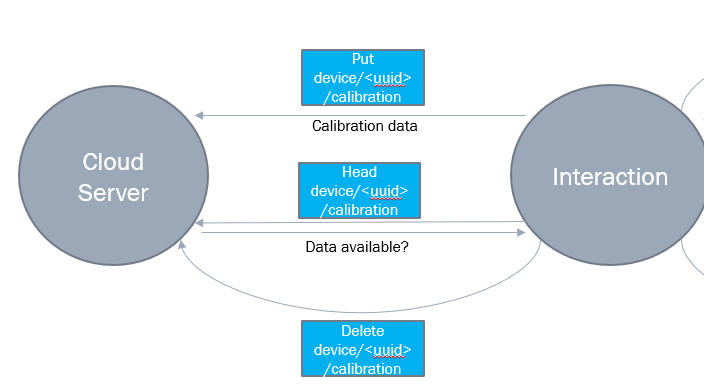 Put
device/<uuid>
/calibration
Calibration data
Cloud
Server
Head
device/<uuid>
/calibration
Interaction
Data available?
Delete
device/<uuid>
/calibration